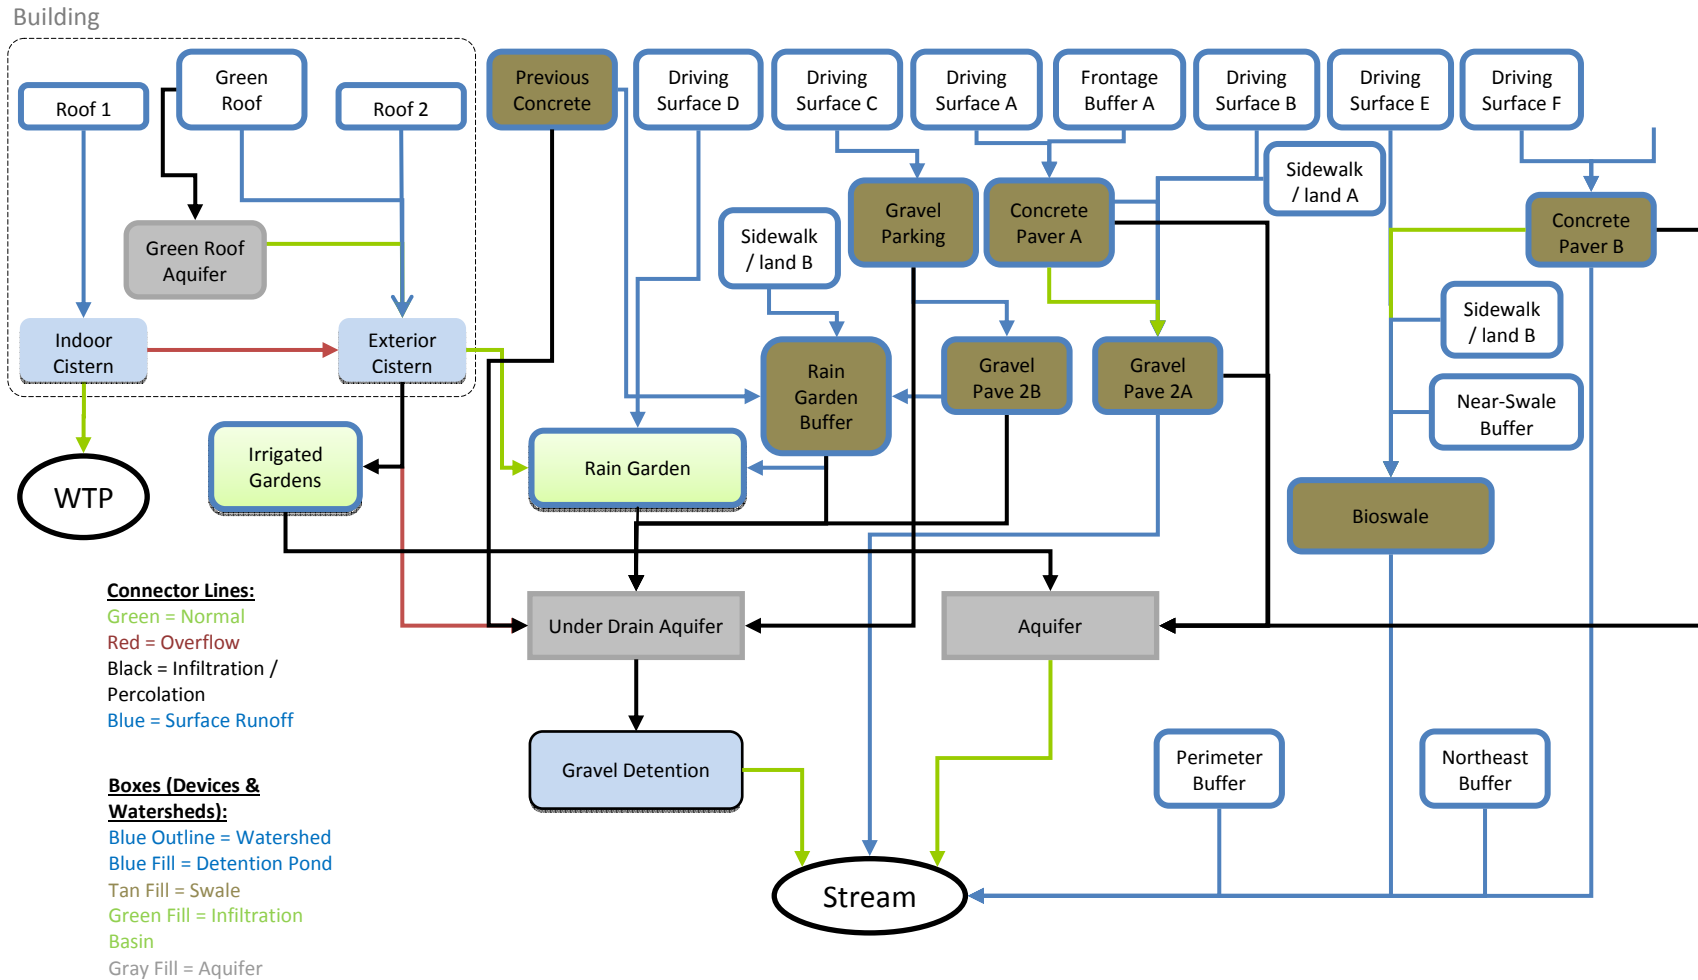 Building
Roof 1
Green
Roof
Roof 2
Previous
Concrete
Driving
Surface D
Driving
Surface C
Driving
Surface A
Frontage
Buffer A
Driving
Surface B
Driving
Surface E
Driving
Surface F
Sidewalk
/ land A
Green Roof
Aquifer
Sidewalk
/ land B
Gravel
Parking
Concrete
Paver A
Concrete
Paver B
Indoor
Cistern
Exterior
Cistern
Rain
Garden
Buffer
Gravel
Pave 2B
Gravel
Pave 2A
Sidewalk
/ land B
Near-Swale
Buffer
WTP
Irrigated
Gardens
Rain Garden
Bioswale
Connector Lines:
Green = Normal
Red = Overflow
Black = Infiltration /
Percolation
Blue = Surface Runoff
Under Drain Aquifer
Aquifer
Gravel Detention
Perimeter
Buffer
Northeast
Buffer
Boxes (Devices &
Watersheds):
Blue Outline = Watershed
Blue Fill = Detention Pond
Tan Fill = Swale
Green Fill = Infiltration
Basin
Gray Fill = Aquifer
Stream